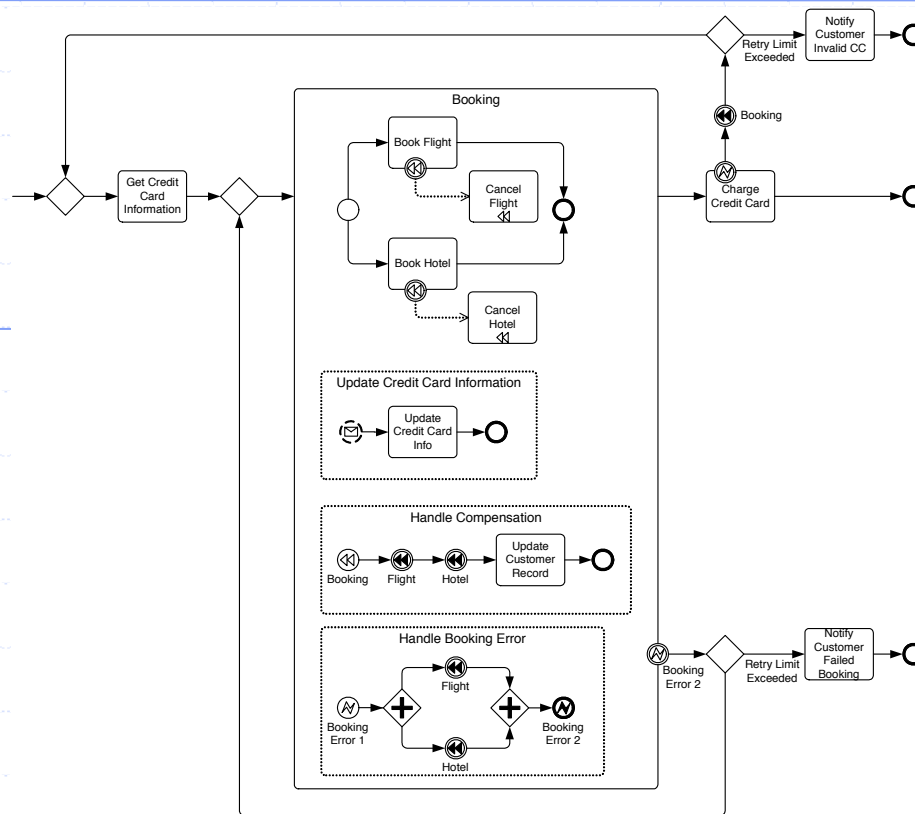 Notify
Customer
Invalid CC
Retry Limit
Exceeded
Booking
Booking
Book Flight
Cancel
Flight
Get Credit
Card
Information
Charge
Credit Card
Book Hotel
Cancel
Hotel
Update Credit Card Information
Update
Credit Card
Info
Handle Compensation
Booking
Flight
Hotel
Update
Customer
Record
Handle Booking Error
Booking
Error 1
Flight
Hotel
Booking
Error 2
Booking
Error 2
Retry Limit
Exceeded
Notify
Customer
Failed
Booking